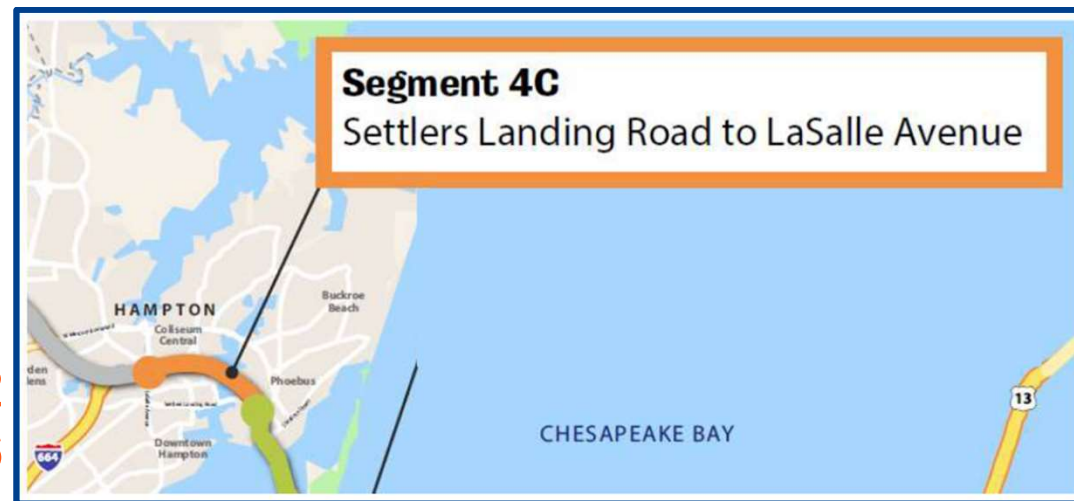 Segment 4C
Settlers Landing Road to LaSalle Avenue
HAMPTON
Coliseum
Central
Buckroe
Beach
Phoebus
Downtown
Hampton
664
CHESAPEAKE BAY
13